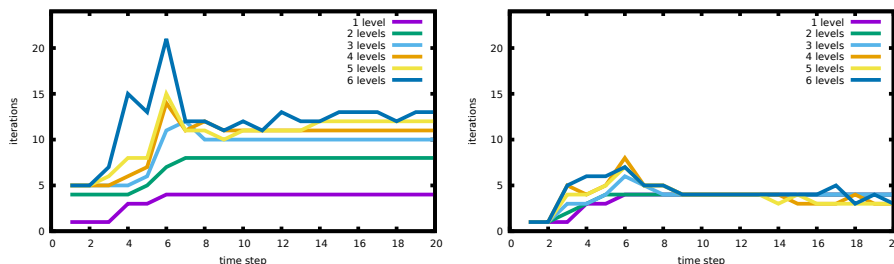 1 level
2 levels
3 levels
4 levels
5 levels
6 levels
iterations
20
15
10
5
0
0 2 4 6 8 10 12 14 16 18 20
time step
1 level
2 levels
3 levels
4 levels
5 levels
6 levels
iterations
20
15
10
5
0
0 2 4 6 8 10 12 14 16 18 20
time step